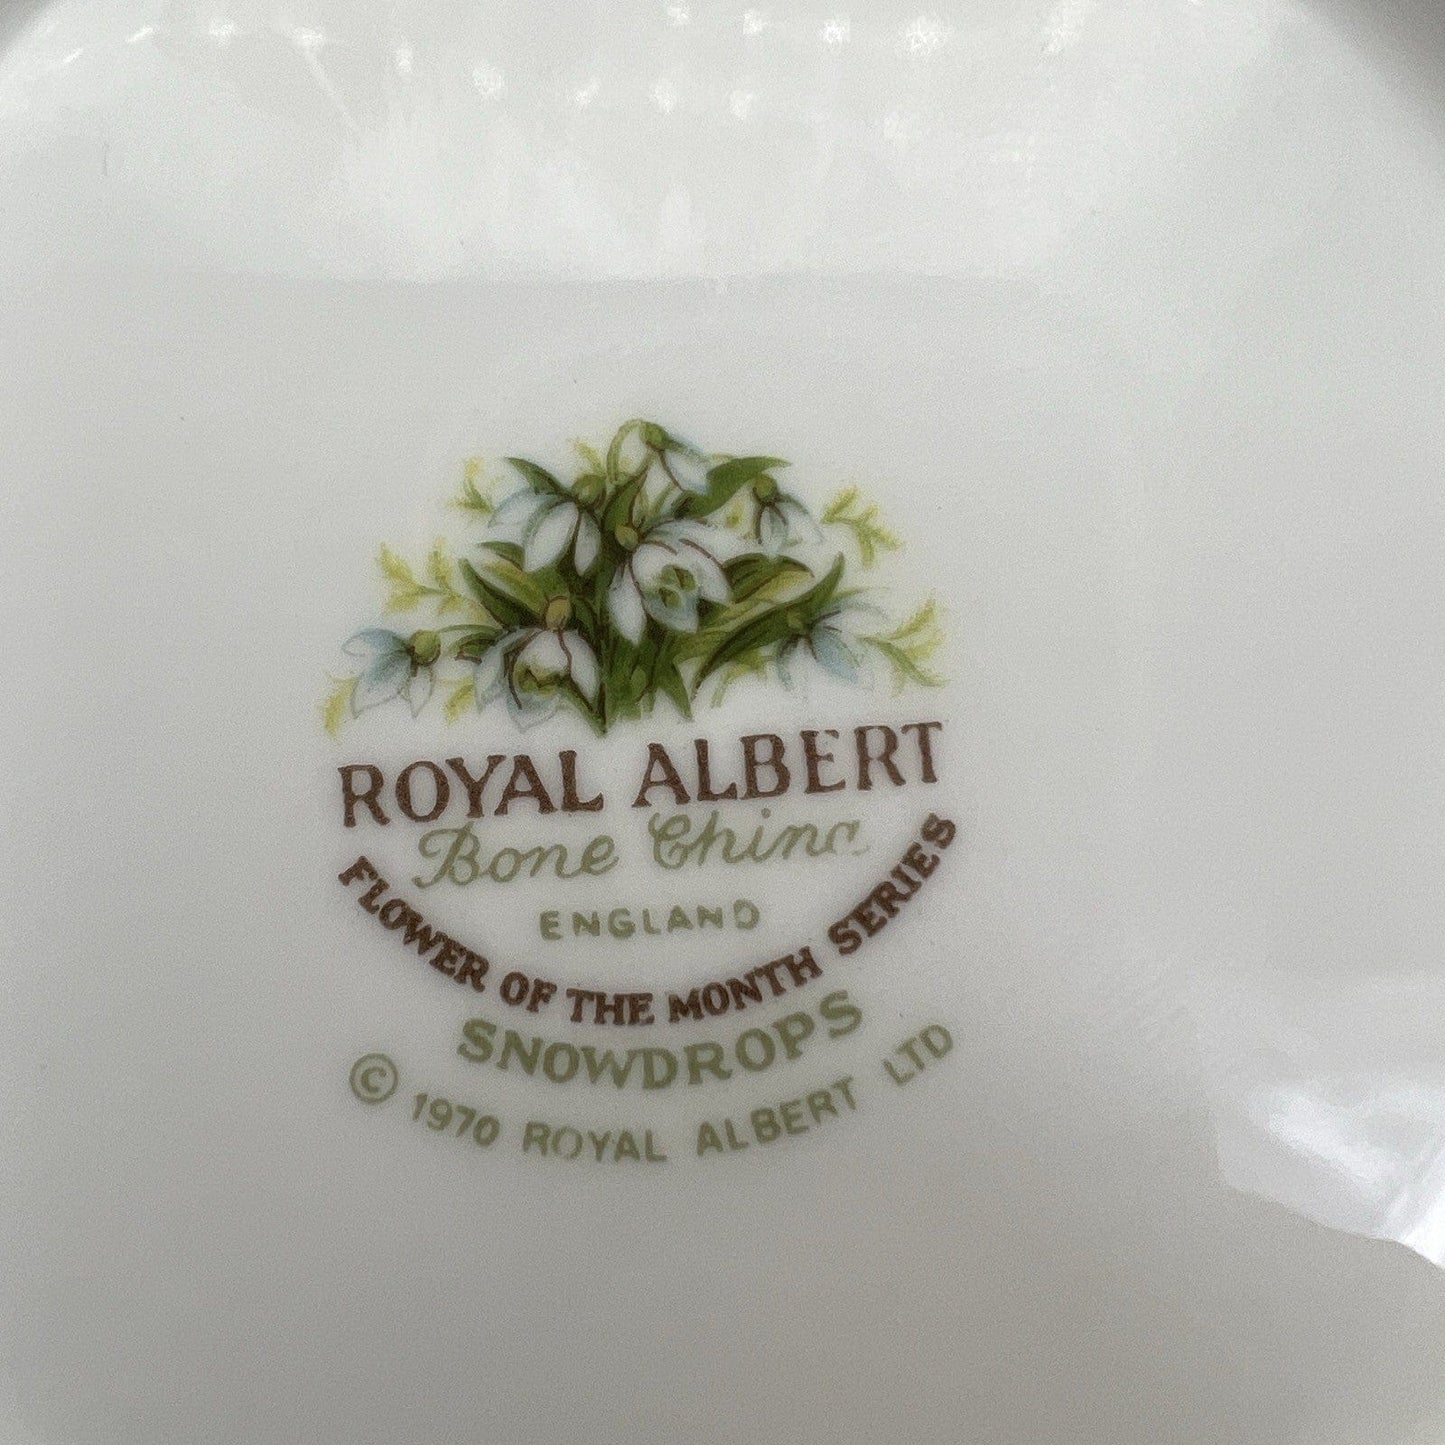 ROYAL ALBERT
Bone China
ENGLAND
FLOWER OF THE MONTH SERIES
SNOWDROPS
© 1970 ROYAL ALBERT LTD